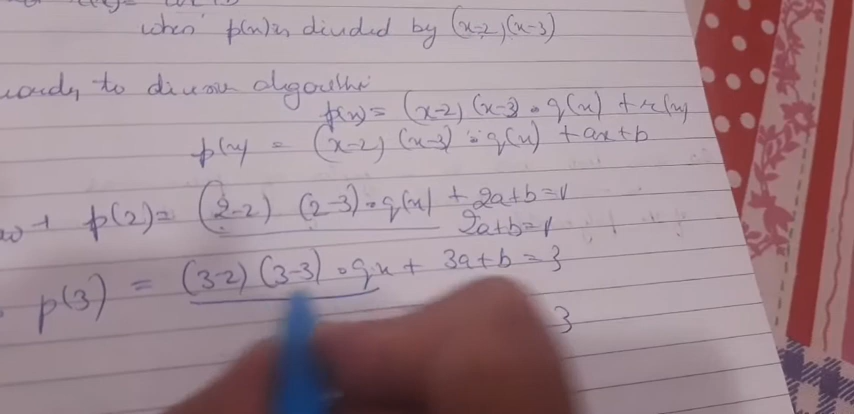 when p(x) is divided by (x-2)(x-3)
to division algorithm
p(x) = (x-2) (x-3) • q(x) + r(x)
p(x) = (x-2) (x-3) • q(x) + ax+b
p(2) = (2-2) (2-3) • q(x) + 2a+b = 1
2a+b=1
p(3) = (3-2) (3-3) • qx + 3a+b = 3
3